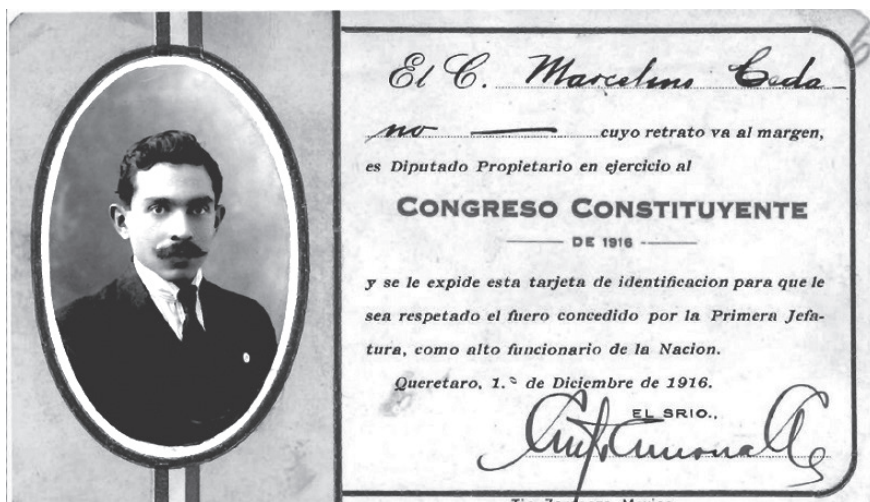 El C. Marcelino Ceda
no cuyo retrato va al margen,
es Diputado Propietario en ejercicio al
CONGRESO CONSTITUYENTE
DE 1916
y se le expide esta tarjeta de identificacion para que le
sea respetado el fuero concedido por la Primera Jefa-
tura, como alto funcionario de la Nacion.
Queretaro, 1.º de Diciembre de 1916.
EL SRIO.,